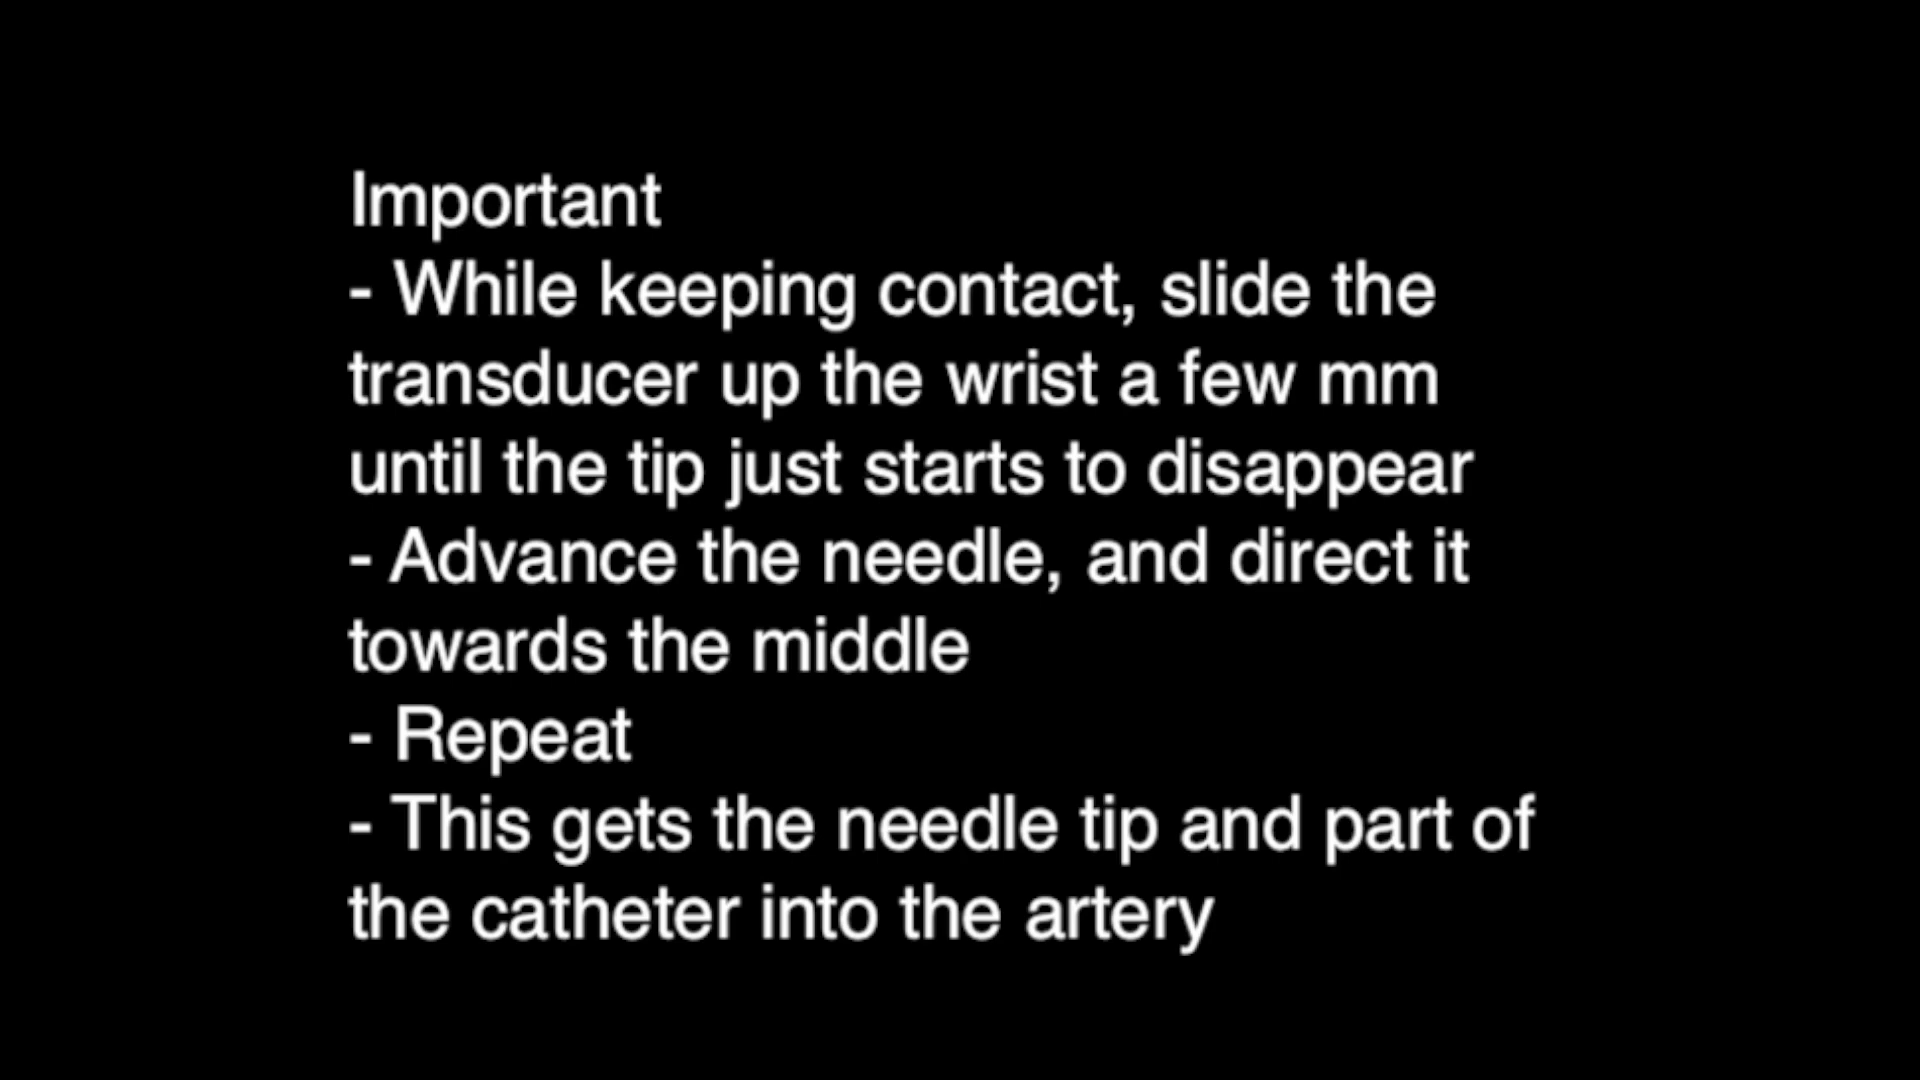 Important
- While keeping contact, slide the
transducer up the wrist a few mm
until the tip just starts to disappear
- Advance the needle, and direct it
towards the middle
- Repeat
- This gets the needle tip and part of
the catheter into the artery